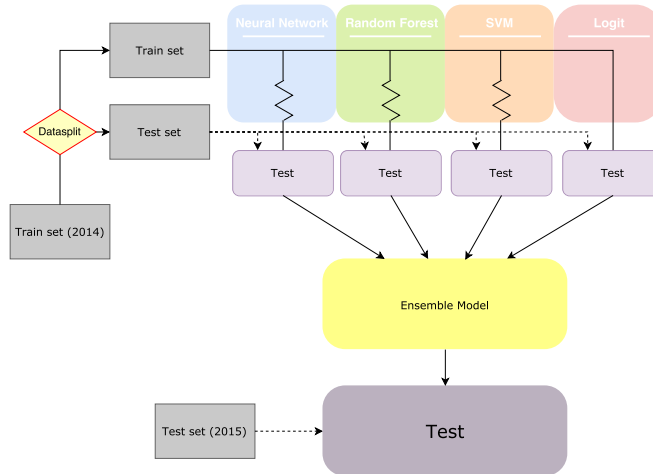 Neural Network
Random Forest
SVM
Logit
Train set
Datasplit
Test set
Test
Test
Test
Test
Train set (2014)
Ensemble Model
Test set (2015)
Test